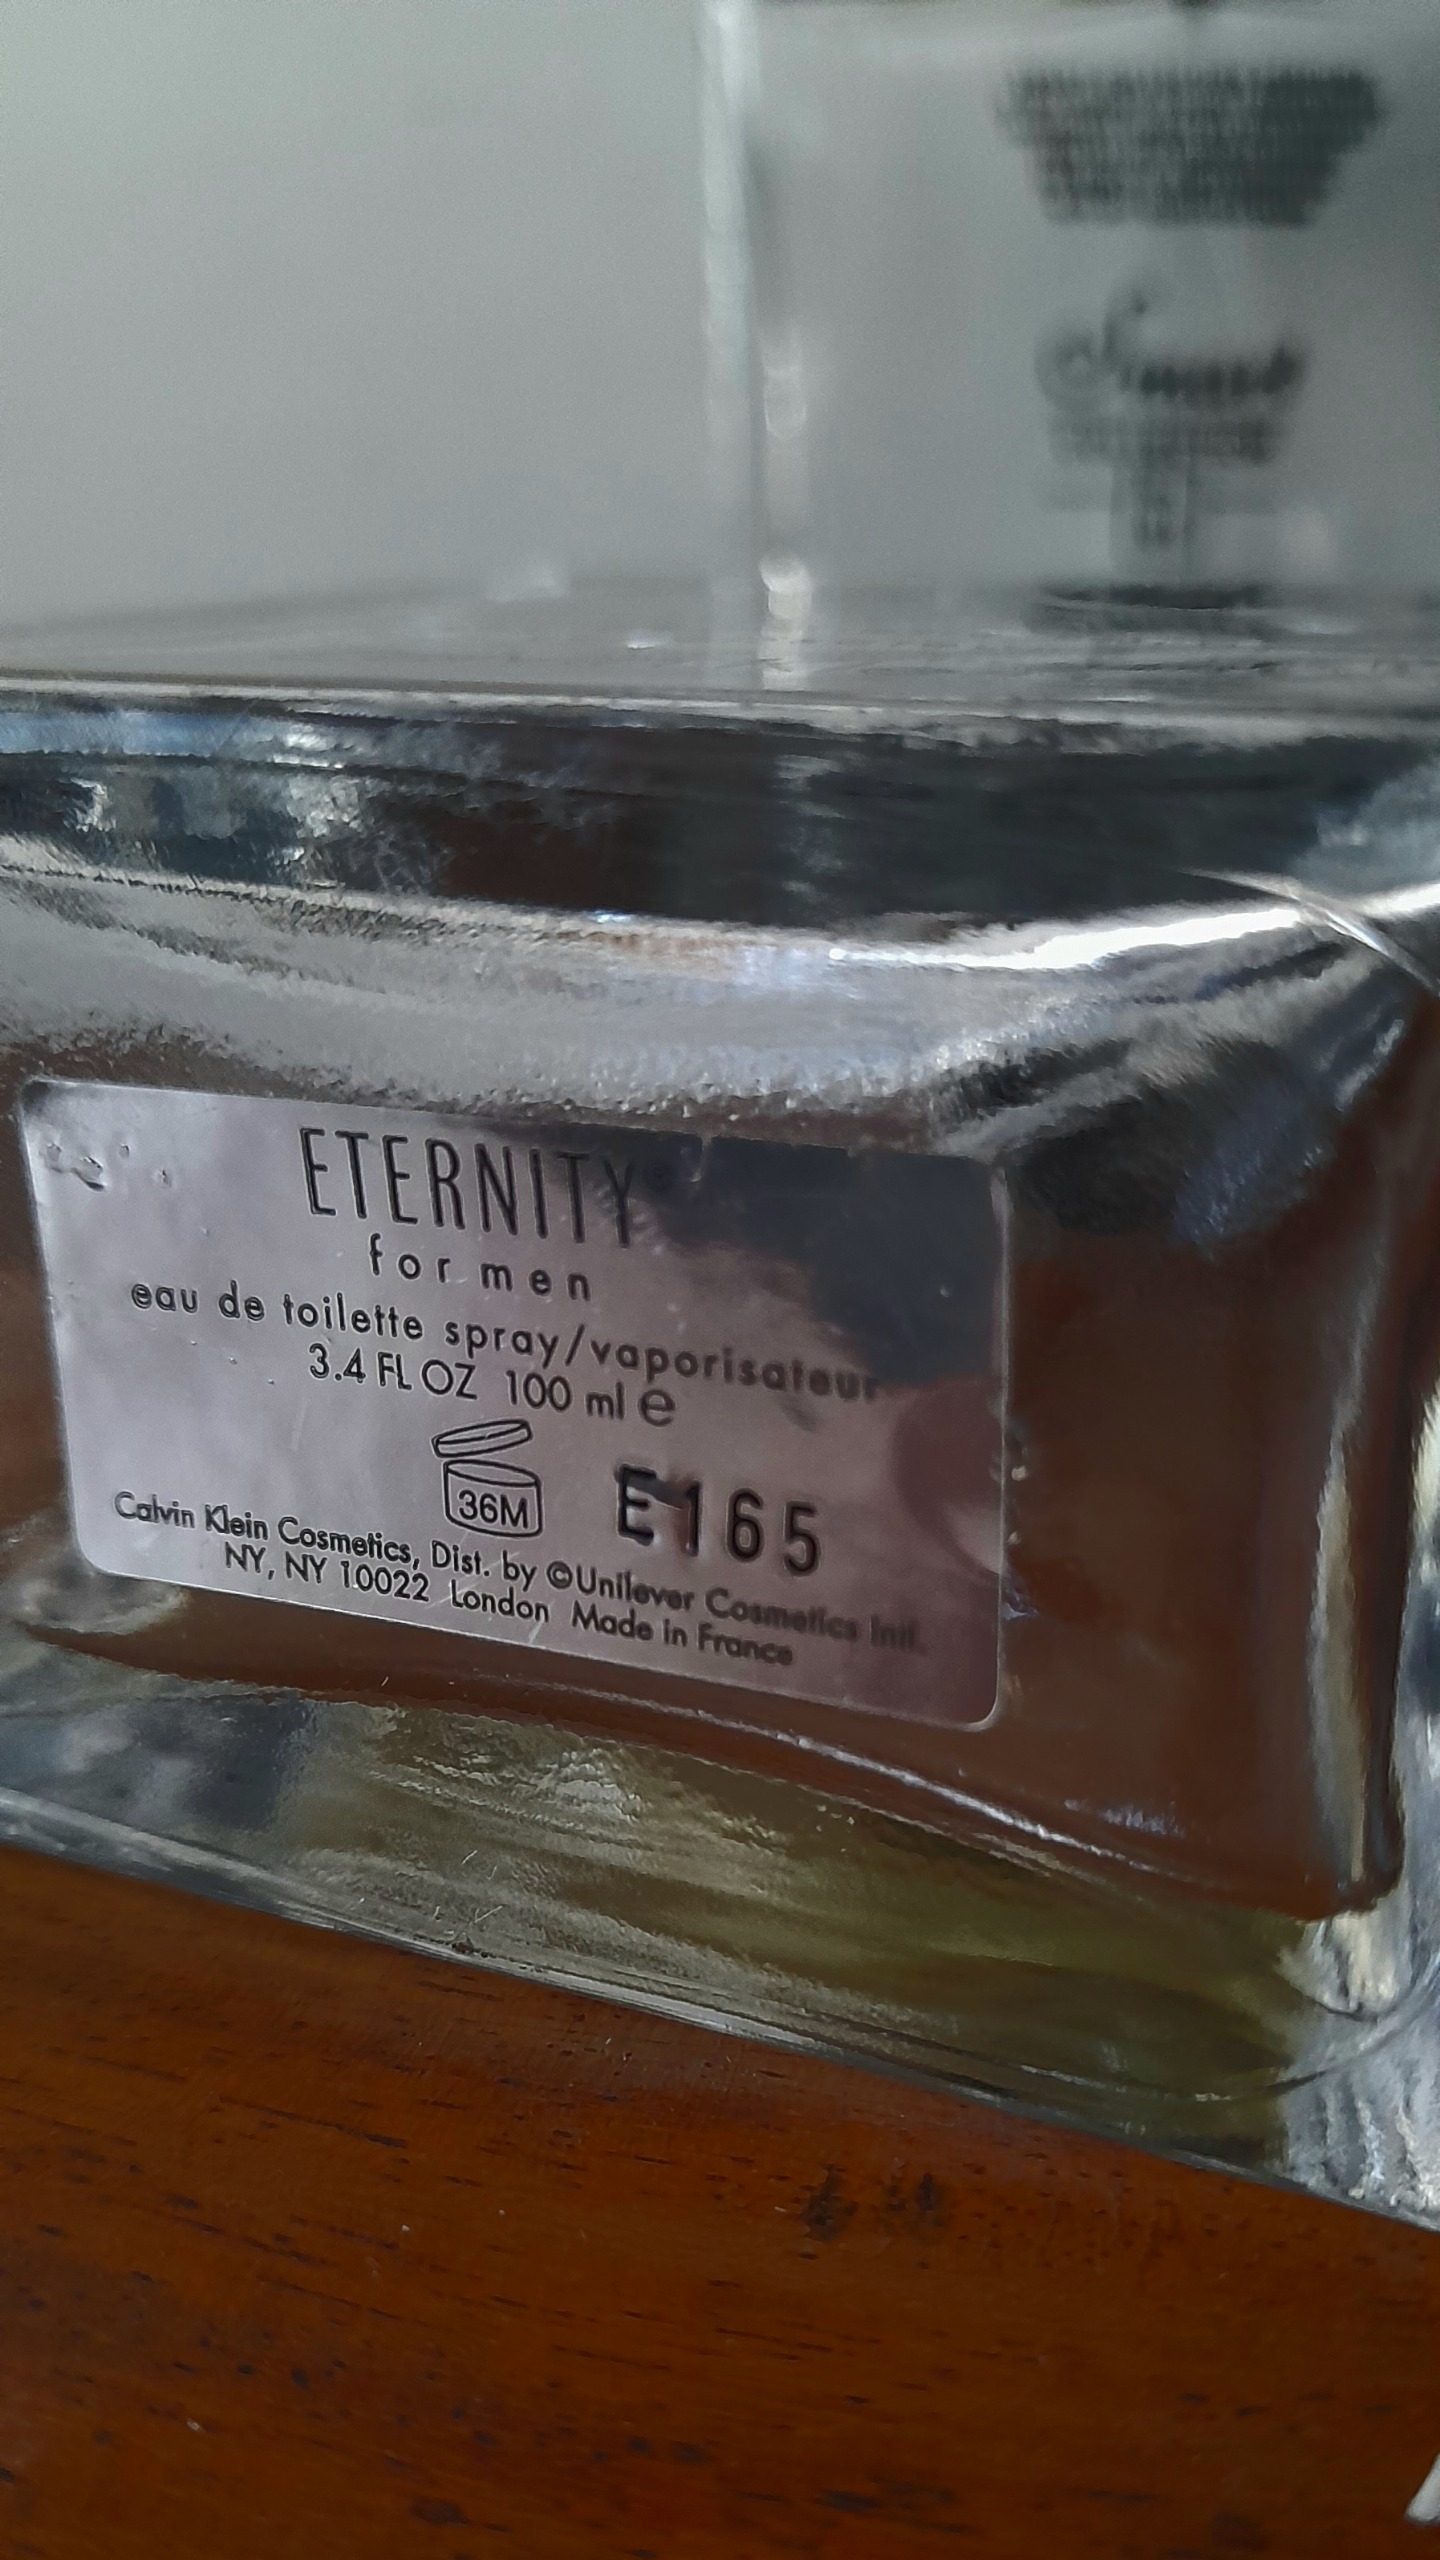 ETERNITY
for men
eau de toilette spray/vaporisateur
3.4 FL OZ 100 ml e
36M E165
Calvin Klein Cosmetics, Dist. by ©Unilever Cosmetics Intl.
NY, NY 10022 London Made in France